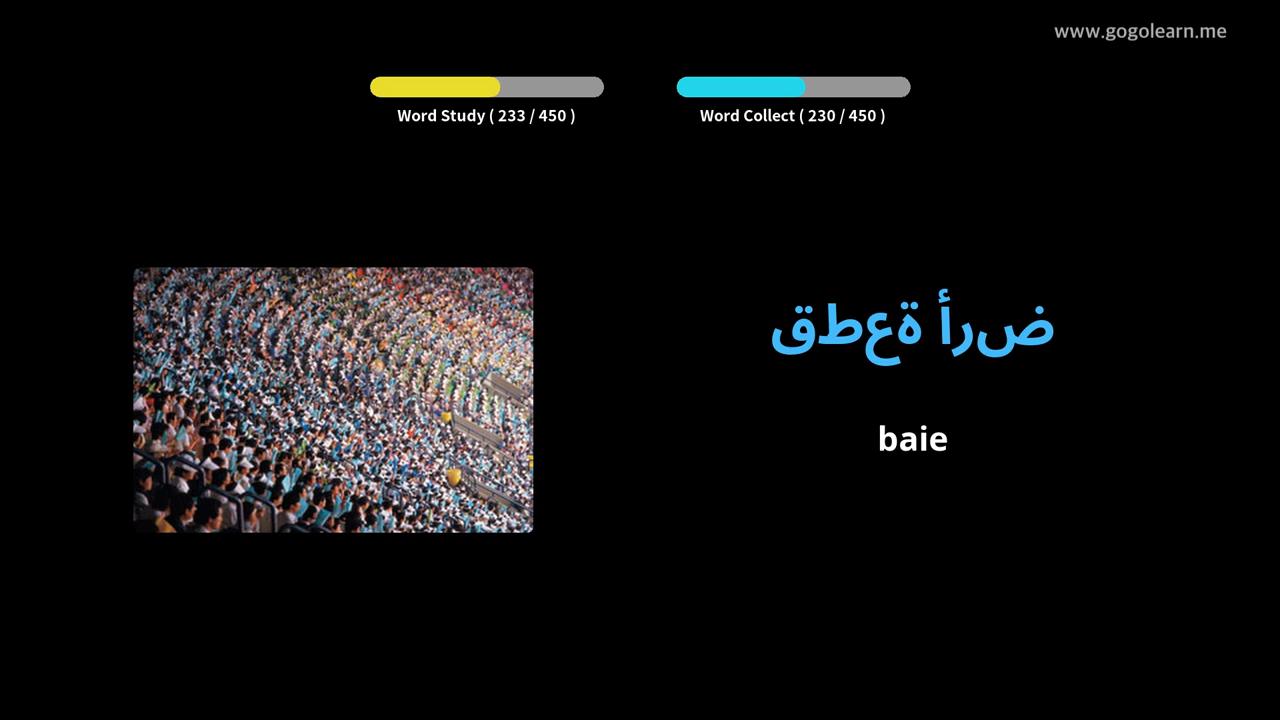 www.gogolearn.me
Word Study ( 233 / 450 )
Word Collect ( 230 / 450 )
قطعة أرض
baie